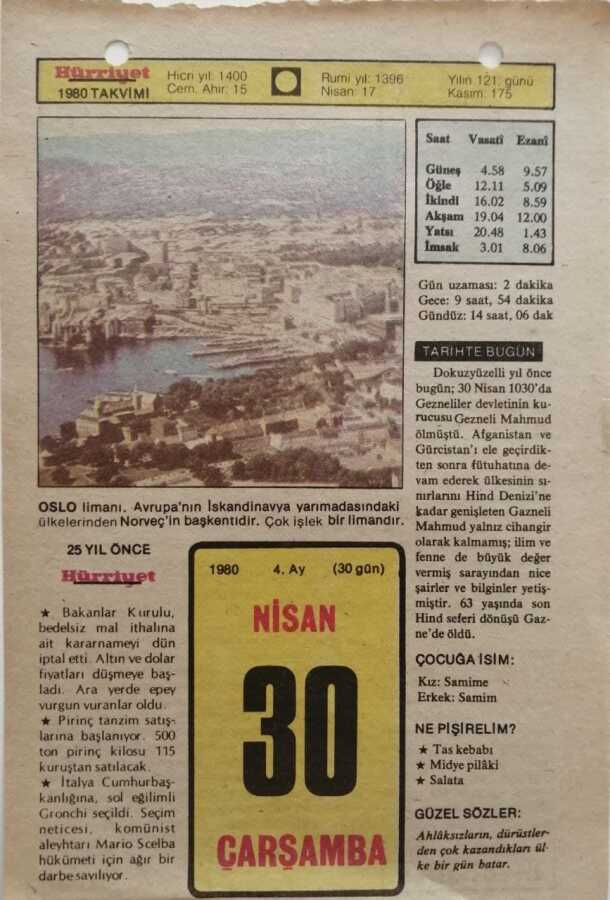 Hürriyet
1980 TAKVİMİ
Hicri yıl: 1400
Cem. Ahir: 15
Rumi yıl: 1396
Nisan: 17
Yılın 121. günü
Kasım: 175
Saat Vasatî Ezanî
Güneş 4.58 9.57
Öğle 12.11 5.09
İkindi 16.02 8.59
Akşam 19.04 12.00
Yatsı 20.48 1.43
İmsak 3.01 8.06
Gün uzaması: 2 dakika
Gece: 9 saat, 54 dakika
Gündüz: 14 saat, 06 dak
TARİHTE BUGÜN
Dokuzyüzelli yıl önce
bugün; 30 Nisan 1030'da
Gezneliler devletinin ku-
rucusu Gezneli Mahmud
ölmüştü. Afganistan ve
Gürcistan'ı ele geçirdik-
ten sonra fütuhatına de-
vam ederek ülkesinin sı-
nırlarını Hind Denizi'ne
kadar genişleten Gazneli
Mahmud yalnız cihangir
olarak kalmamış; ilim ve
fenne de büyük değer
vermiş sarayından nice
şairler ve bilginler yetiş-
miştir. 63 yaşında son
Hind seferi dönüşü Gaz-
ne'de öldü.
ÇOCUĞA İSİM:
Kız: Samime
Erkek: Samim
NE PİŞİRELİM?
★ Tas kebabı
★ Midye pilâki
★ Salata
GÜZEL SÖZLER:
Ahlâksızların, dürüstler-
den çok kazandıkları ül-
ke bir gün batar.
OSLO limanı. Avrupa'nın İskandinavya yarımadasındaki
ülkelerinden Norveç'in başkentidir. Çok işlek bir limandır.
25 YIL ÖNCE
Hürriyet
★ Bakanlar Kurulu,
bedelsiz mal ithalına
ait kararnameyi dün
iptal etti. Altın ve dolar
fiyatları düşmeye baş-
ladı. Ara yerde epey
vurgun vuranlar oldu.
★ Pirinç tanzim satış-
larına başlanıyor. 500
ton pirinç kilosu 115
kuruştan satılacak.
★ İtalya Cumhurbaş-
kanlığına, sol eğilimli
Gronchi seçildi. Seçim
neticesi, komünist
aleyhtarı Mario Scelba
hükümeti için ağır bir
darbe sayılıyor.
1980 4. Ay (30 gün)
NİSAN
30
ÇARŞAMBA